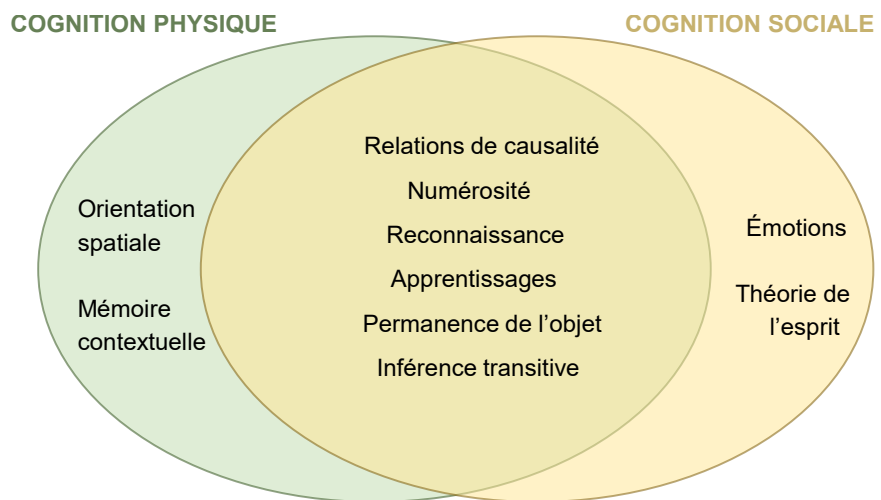 COGNITION PHYSIQUE
COGNITION SOCIALE
Orientation
spatiale
Mémoire
contextuelle
Relations de causalité
Numérosité
Reconnaissance
Apprentissages
Permanence de l’objet
Inférence transitive
Émotions
Théorie de
l’esprit